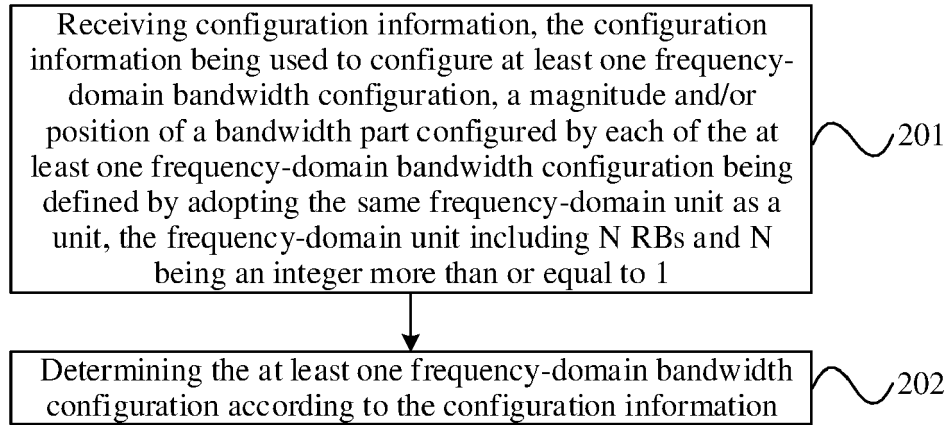 Receiving configuration information, the configuration
information being used to configure at least one frequency-
domain bandwidth configuration, a magnitude and/or
position of a bandwidth part configured by each of the at
least one frequency-domain bandwidth configuration being
defined by adopting the same frequency-domain unit as a
unit, the frequency-domain unit including N RBs and N
being an integer more than or equal to 1
201
Determining the at least one frequency-domain bandwidth
configuration according to the configuration information
202